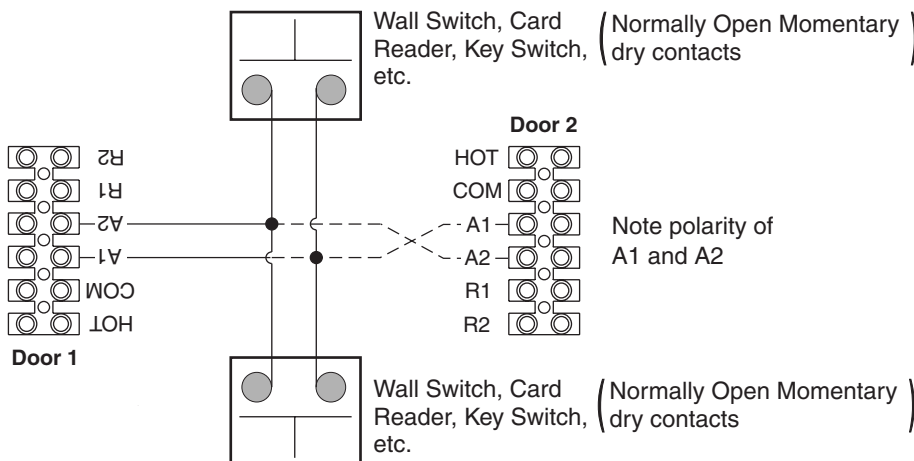 Wall Switch, Card
Reader, Key Switch,
etc.
(Normally Open Momentary
dry contacts)
Door 2
R2
R1
A2
A1
COM
HOT
Door 1
HOT
COM
A1
A2
R1
R2
Note polarity of
A1 and A2
Wall Switch, Card
Reader, Key Switch,
etc.
(Normally Open Momentary
dry contacts)